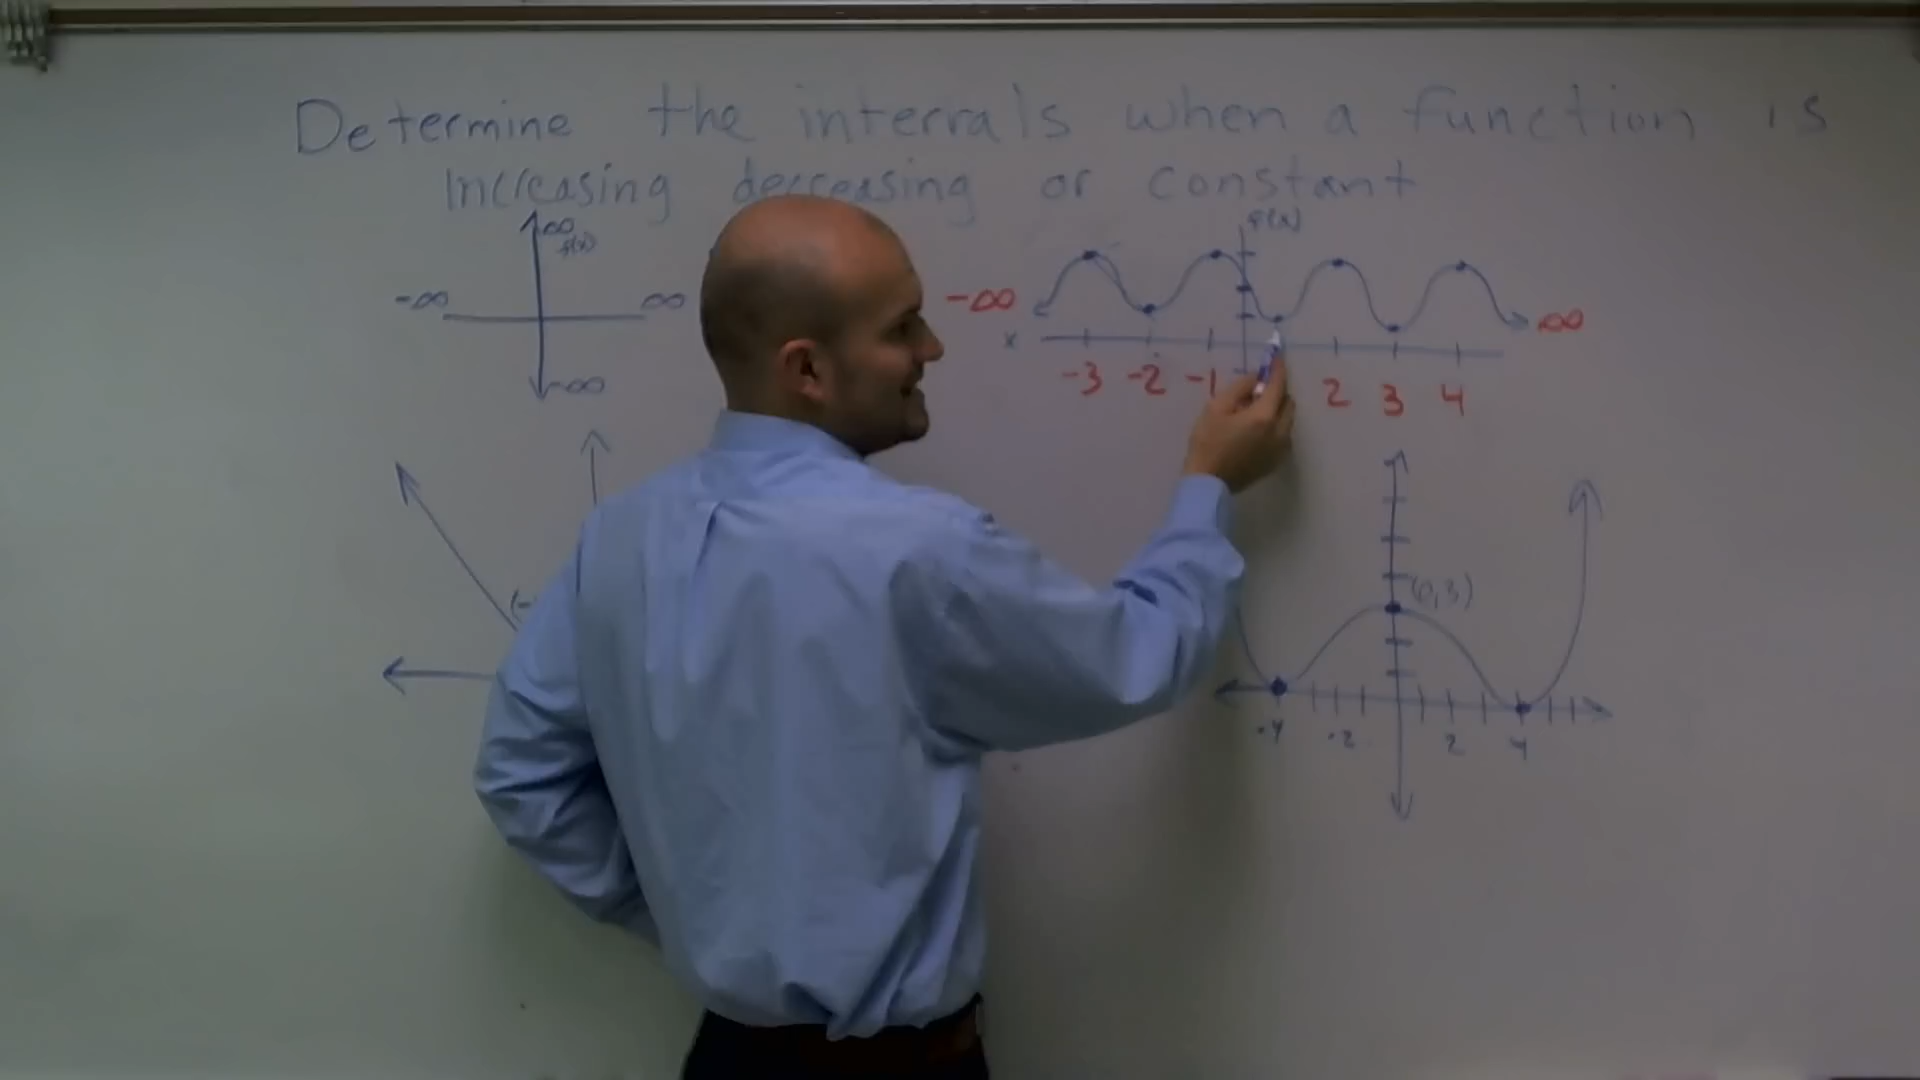 Determine the intervals when a function is
increasing decreasing or constant
∞
f(x)
-∞ ∞
-∞
f(x)
-∞ ∞
x
-3 -2 -1 2 3 4
(-
(0,3)
-4 -2 2 4